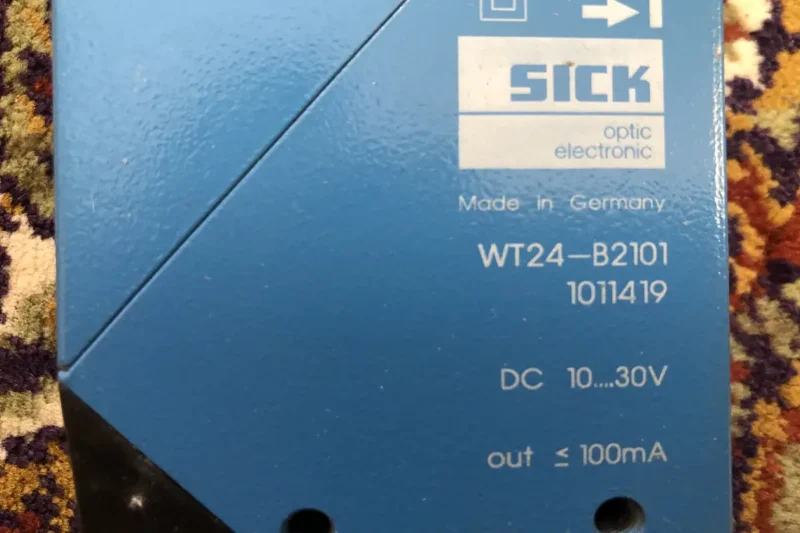 SICK
optic
electronic
Made in Germany
WT24-B2101
1011419
DC 10....30V
out ≤ 100mA